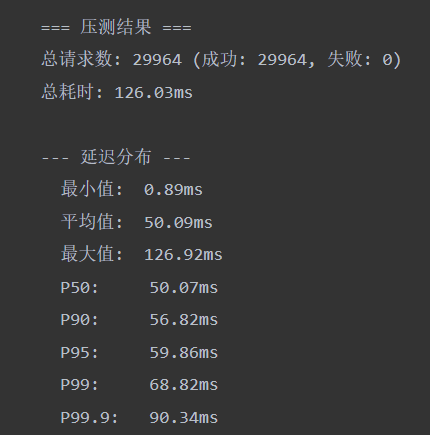 === 压测结果 ===
总请求数: 29964 (成功: 29964, 失败: 0)
总耗时: 126.03ms
--- 延迟分布 ---
最小值: 0.89ms
平均值: 50.09ms
最大值: 126.92ms
P50: 50.07ms
P90: 56.82ms
P95: 59.86ms
P99: 68.82ms
P99.9: 90.34ms